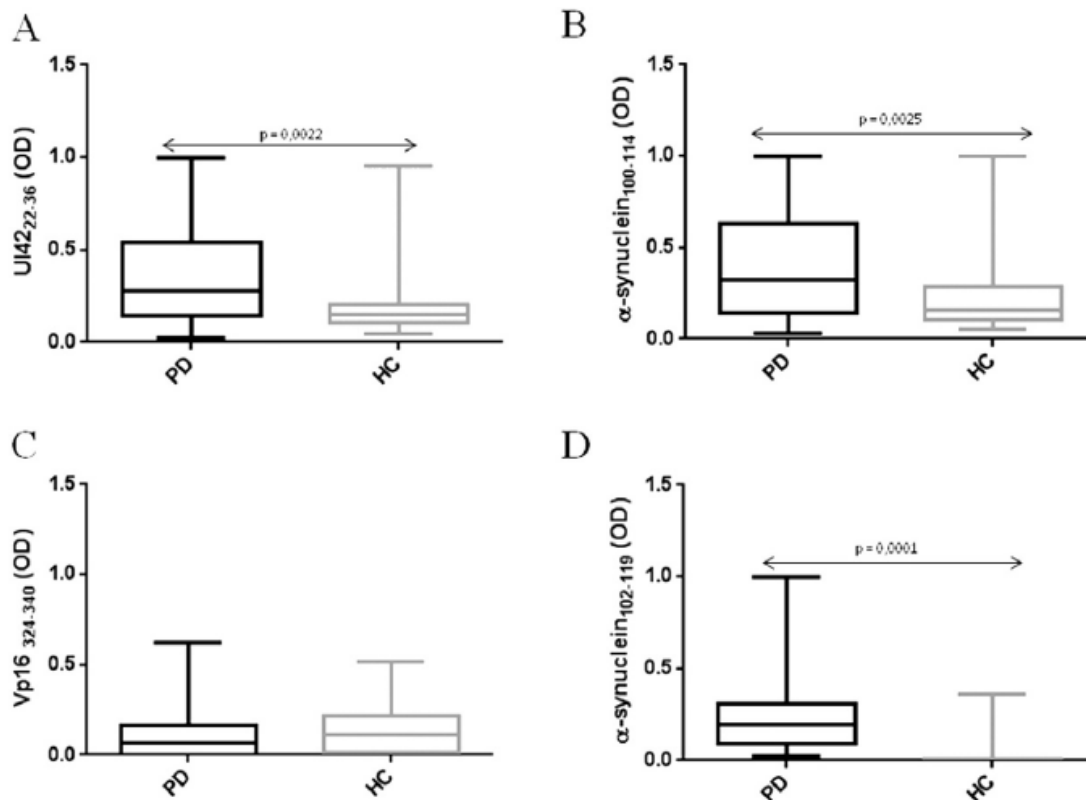 A
Ul42 22-36 (OD)
1.5
1.0
0.5
0.0
p = 0,0022
PD
HC
B
α-synuclein 100-114 (OD)
1.5
1.0
0.5
0.0
p = 0,0025
PD
HC
C
Vp16 324-340 (OD)
1.5
1.0
0.5
0.0
PD
HC
D
α-synuclein 102-119 (OD)
1.5
1.0
0.5
0.0
p = 0,0001
PD
HC